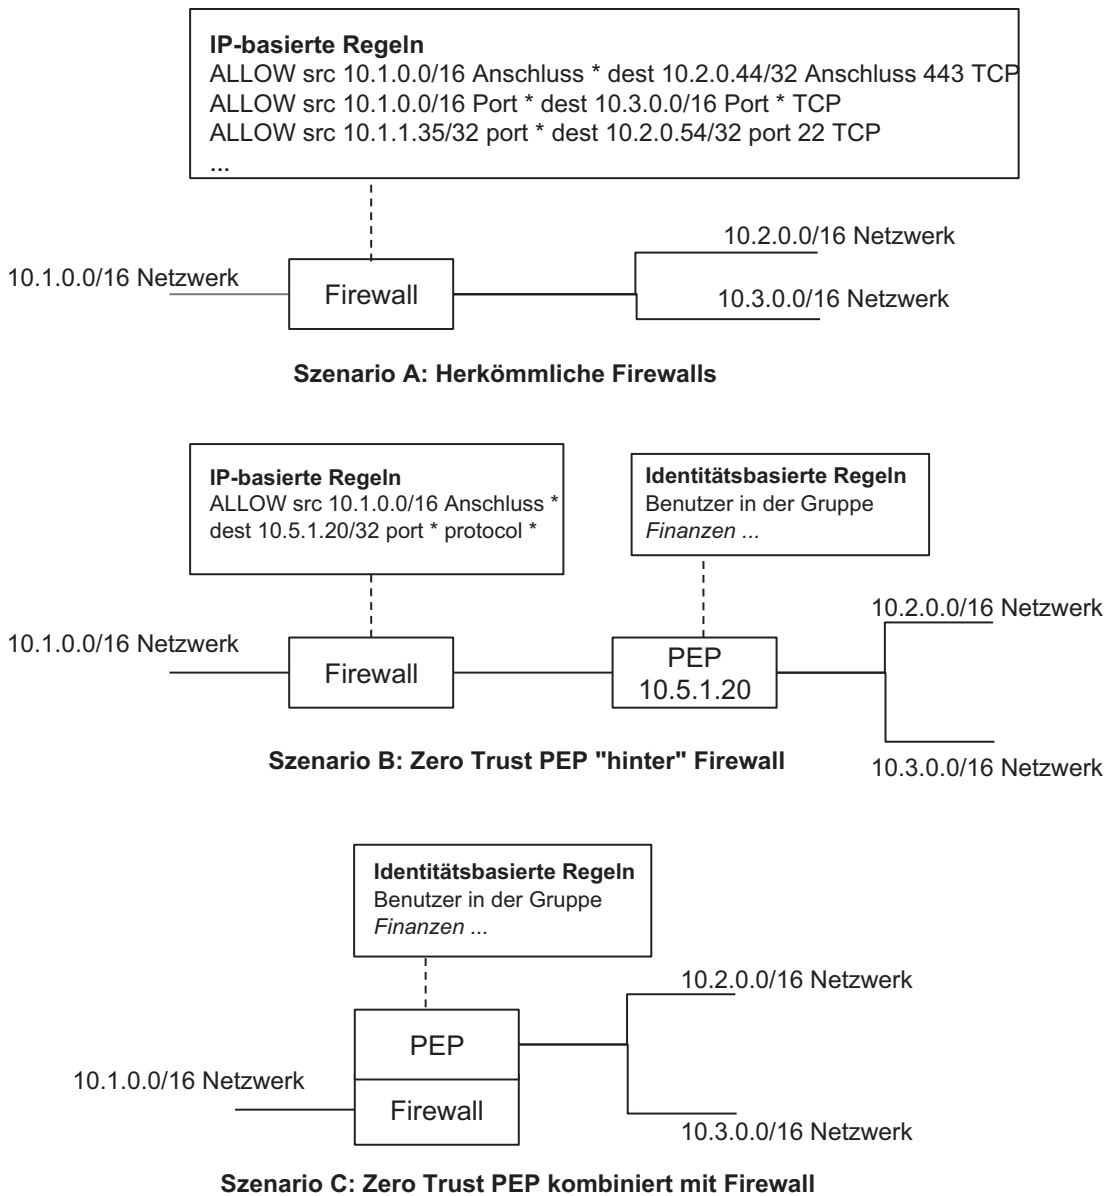 IP-basierte Regeln
ALLOW src 10.1.0.0/16 Anschluss * dest 10.2.0.44/32 Anschluss 443 TCP
ALLOW src 10.1.0.0/16 Port * dest 10.3.0.0/16 Port * TCP
ALLOW src 10.1.1.35/32 port * dest 10.2.0.54/32 port 22 TCP
...
10.2.0.0/16 Netzwerk
10.1.0.0/16 Netzwerk
Firewall
10.3.0.0/16 Netzwerk
Szenario A: Herkömmliche Firewalls
IP-basierte Regeln
ALLOW src 10.1.0.0/16 Anschluss *
dest 10.5.1.20/32 port * protocol *
Identitätsbasierte Regeln
Benutzer in der Gruppe
Finanzen ...
10.2.0.0/16 Netzwerk
10.1.0.0/16 Netzwerk
Firewall
PEP
10.5.1.20
Szenario B: Zero Trust PEP "hinter" Firewall
10.3.0.0/16 Netzwerk
Identitätsbasierte Regeln
Benutzer in der Gruppe
Finanzen ...
10.2.0.0/16 Netzwerk
PEP
10.1.0.0/16 Netzwerk
Firewall
10.3.0.0/16 Netzwerk
Szenario C: Zero Trust PEP kombiniert mit Firewall